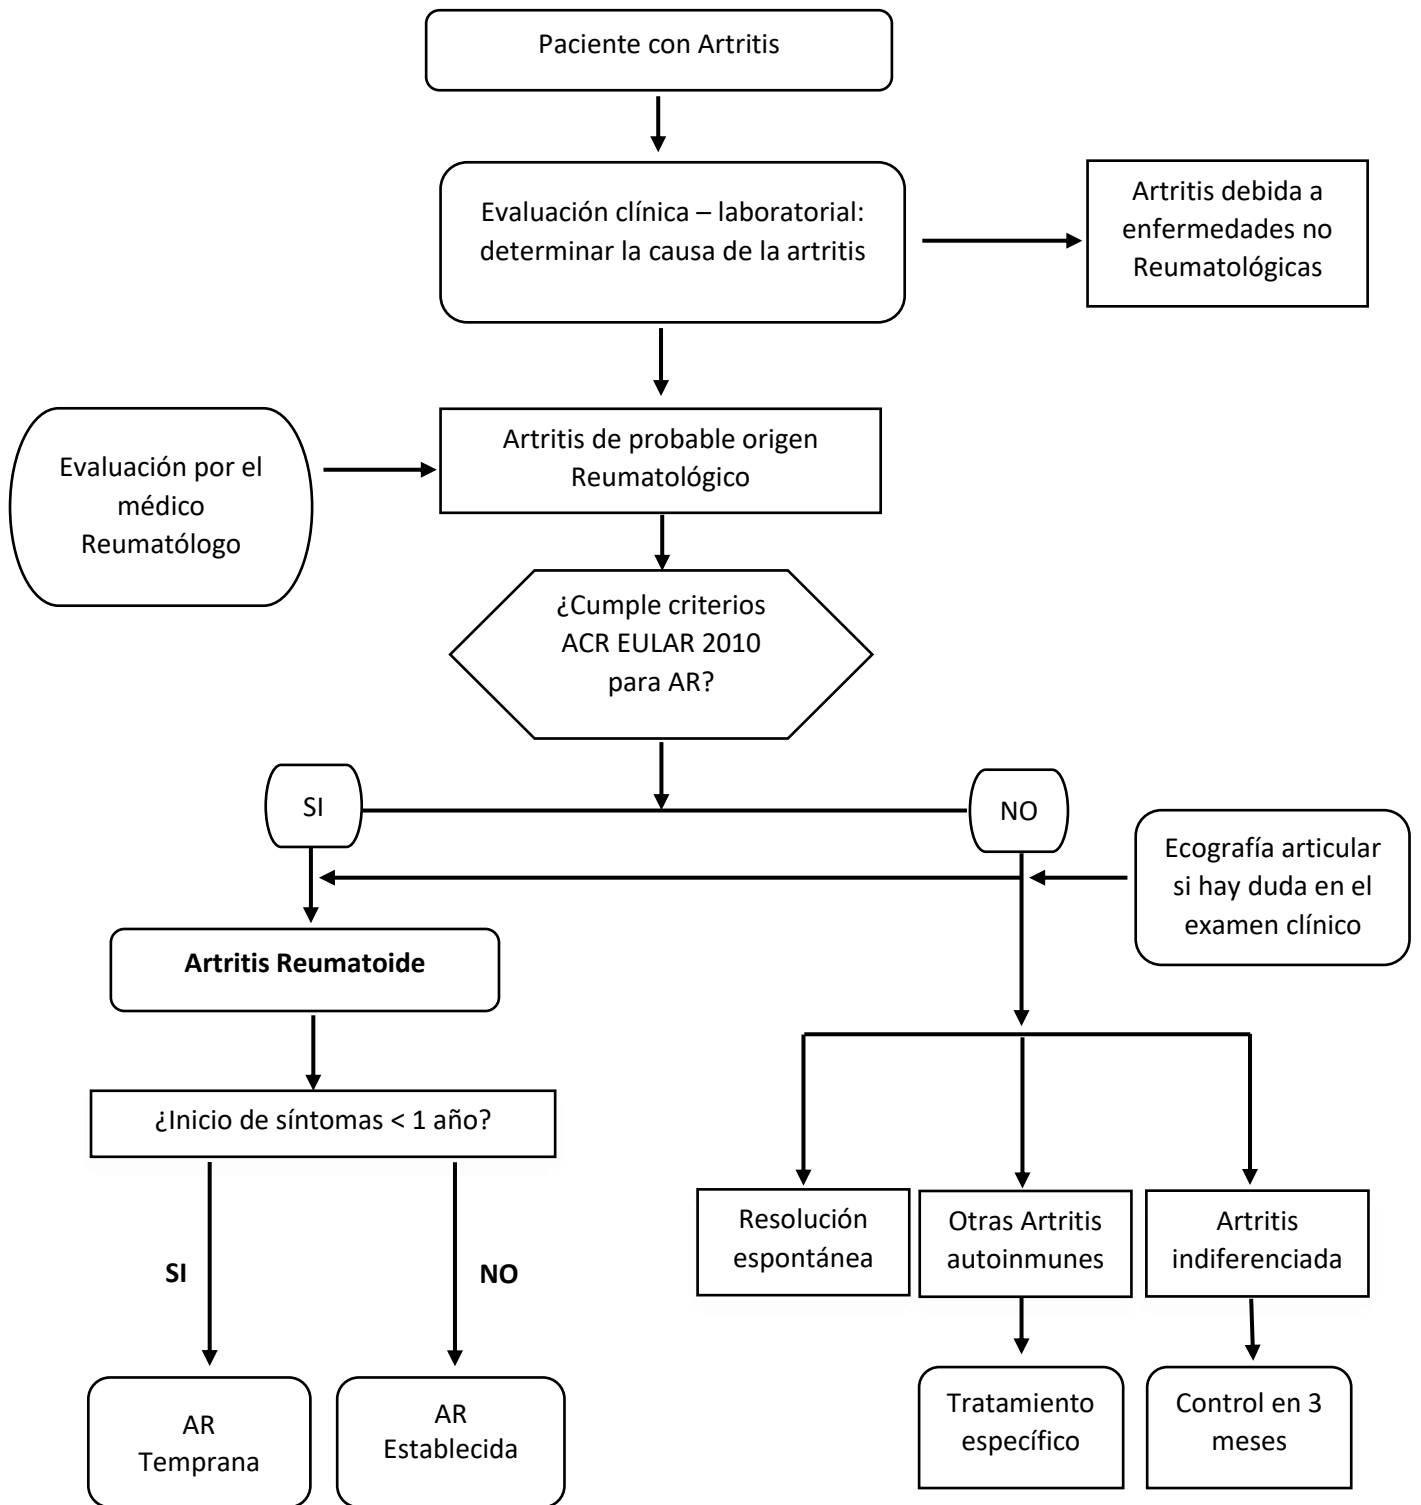 Paciente con Artritis
Evaluación clínica – laboratorial:
determinar la causa de la artritis
Artritis debida a
enfermedades no
Reumatológicas
Evaluación por el
médico
Reumatólogo
Artritis de probable origen
Reumatológico
¿Cumple criterios
ACR EULAR 2010
para AR?
SI
NO
Ecografía articular
si hay duda en el
examen clínico
Artritis Reumatoide
¿Inicio de síntomas < 1 año?
SI
NO
AR
Temprana
AR
Establecida
Resolución
espontánea
Otras Artritis
autoinmunes
Artritis
indiferenciada
Tratamiento
específico
Control en 3
meses